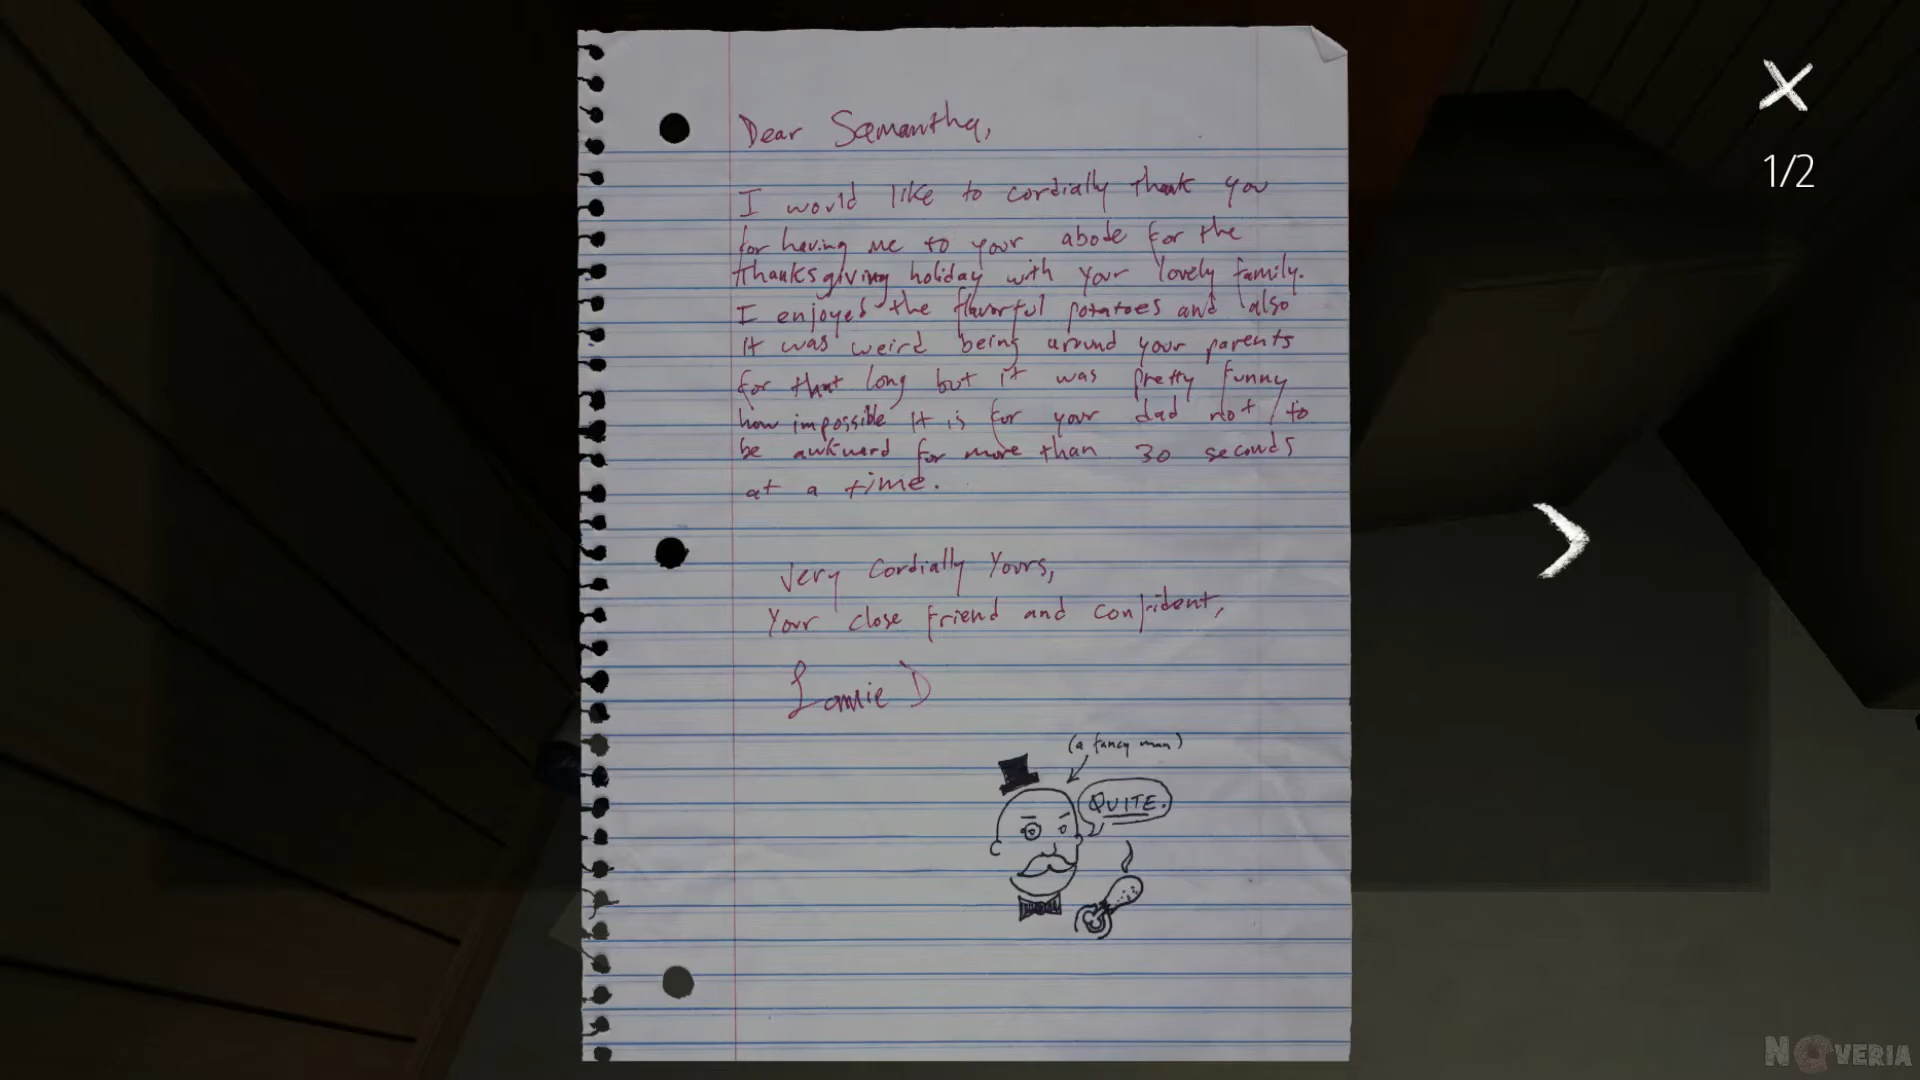 Dear Samantha,
I would like to cordially thank you
for having me to your abode for the
thanksgiving holiday with your lovely family.
I enjoyed the flavorful potatoes and also
it was weird being around your parents
for that long but it was pretty funny
how impossible it is for your dad not to
be awkward for more than 30 seconds
at a time.
Very Cordially Yours,
Your close friend and confident,
Lonnie D
(a fancy man)
QUITE.
1/2
NOVERIA